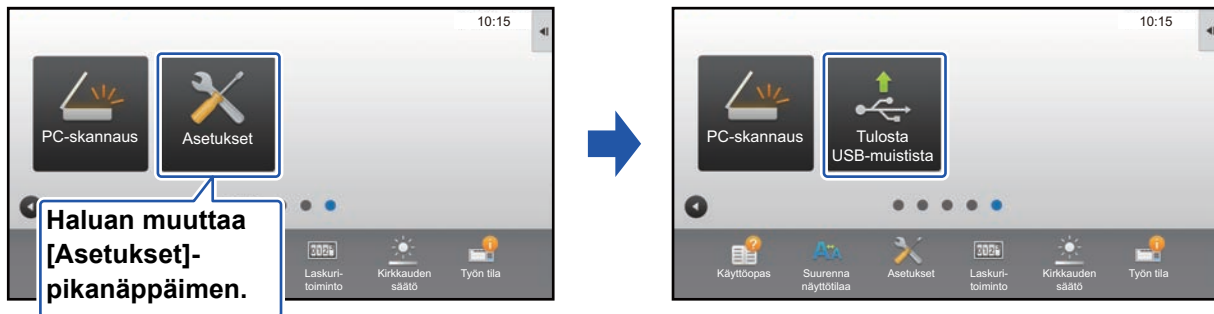 10:15
PC-skannaus
Asetukset
Haluan muuttaa
[Asetukset]-
pikanäppäimen.
Laskuri-
toiminto
Kirkkauden
säätö
Työn tila
10:15
PC-skannaus
Tulosta
USB-muistista
Käyttöopas
Suurenna
näyttötilaa
Asetukset
Laskuri-
toiminto
Kirkkauden
säätö
Työn tila